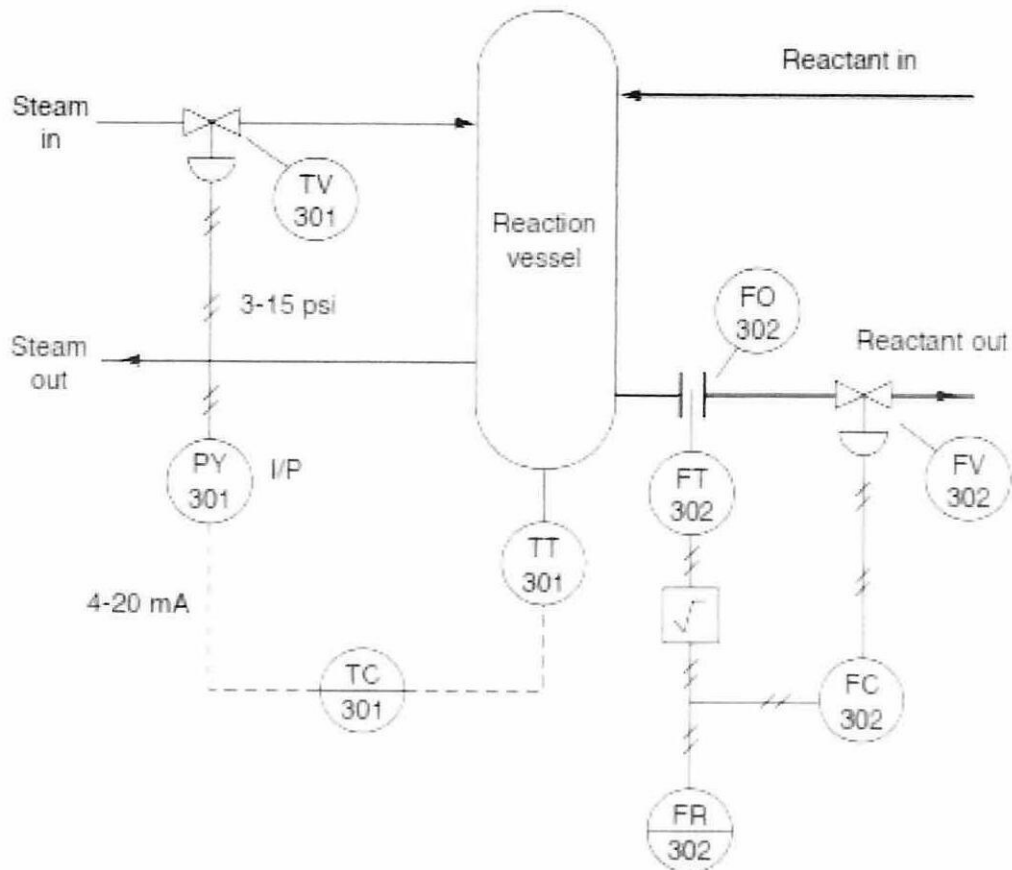 Reactant in
Steam
in
TV
301
Reaction
vessel
3-15 psi
FO
302
Steam
out
Reactant out
PY
301
I/P
FT
302
FV
302
TT
301
4-20 mA
√
TC
301
FC
302
FR
302